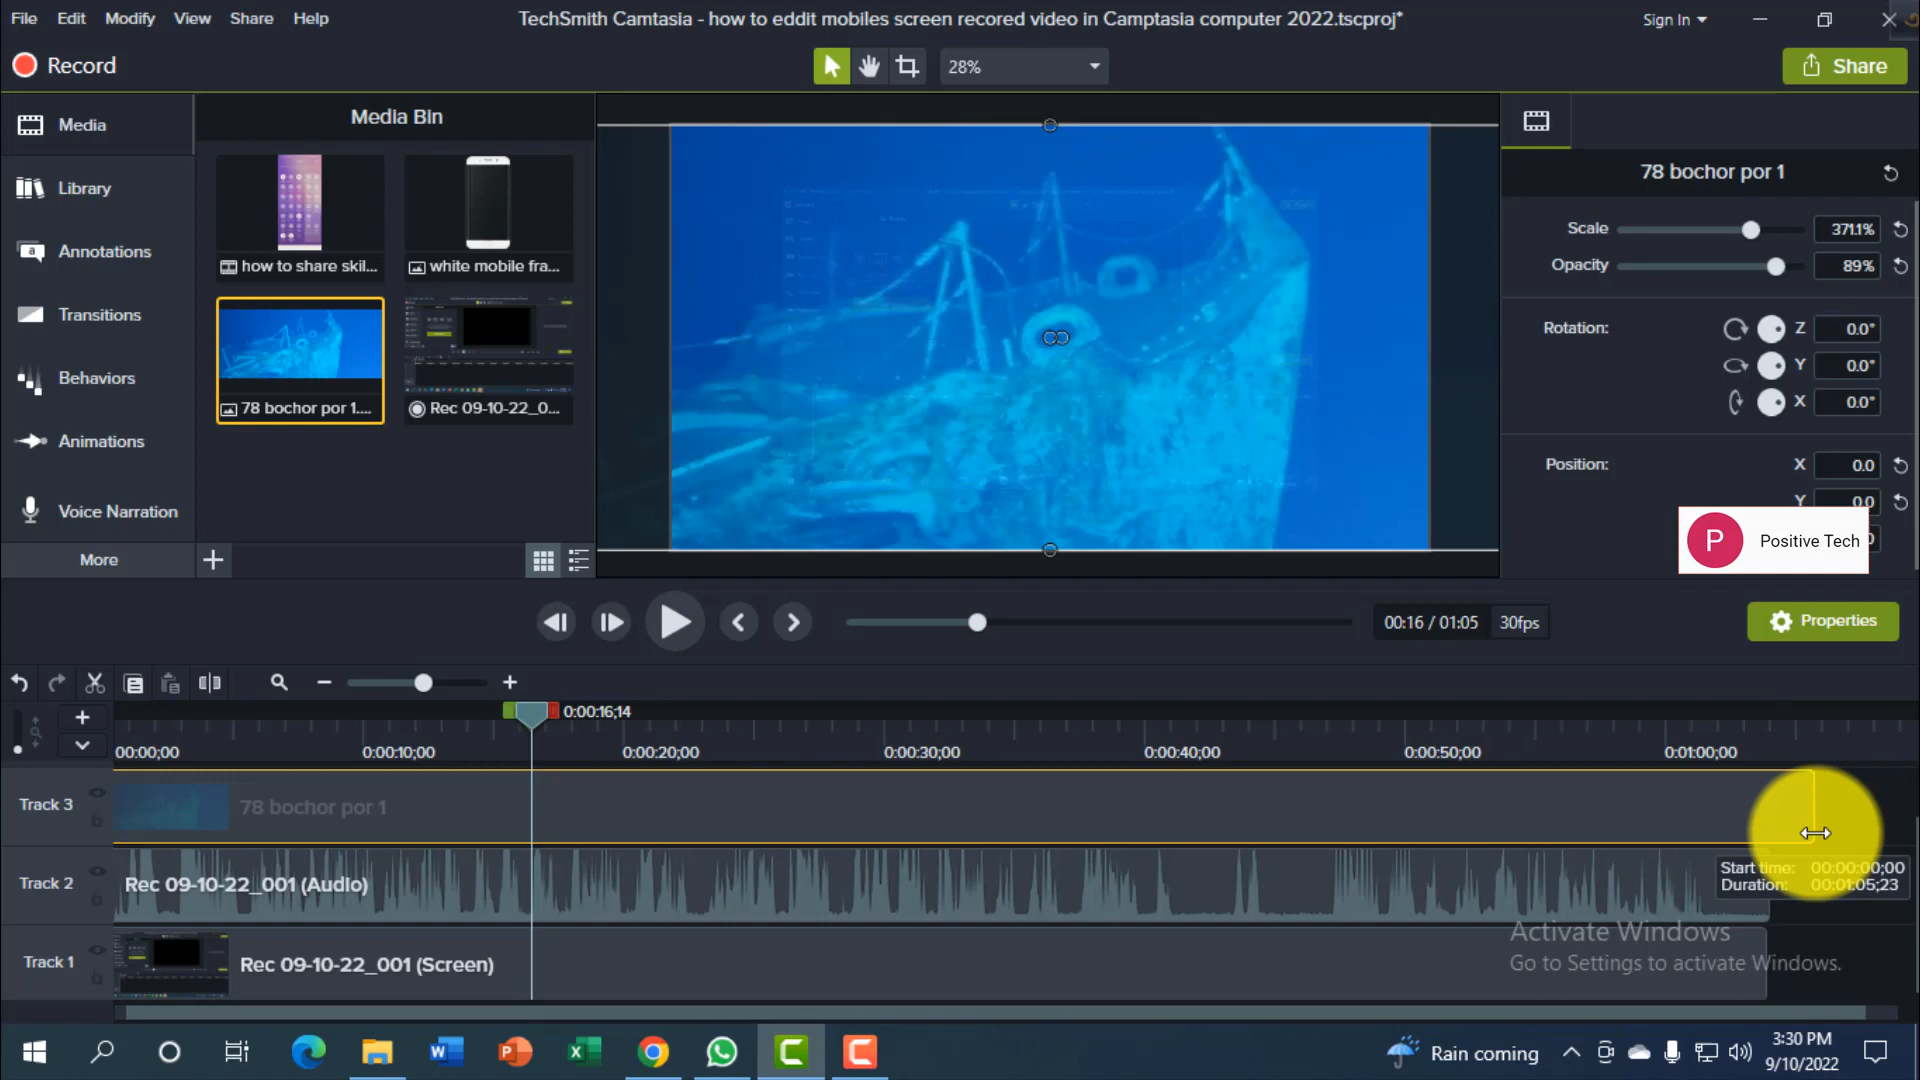 File Edit Modify View Share Help
TechSmith Camtasia - how to eddit mobiles screen recored video in Camptasia computer 2022.tscproj*
Sign In
Record
28%
Share
Media
Media Bin
Library
Annotations
Transitions
Behaviors
Animations
Voice Narration
More
how to share skil...
white mobile fra...
78 bochor por 1....
Rec 09-10-22_0...
78 bochor por 1
Scale 371.1%
Opacity 89%
Rotation: Z 0.0°
Y 0.0°
X 0.0°
Position: X 0.0
Y 0.0
P Positive Tech
00:16 / 01:05 30fps
Properties
0:00:16;14
00:00;00 0:00:10;00 0:00:20;00 0:00:30;00 0:00:40;00 0:00:50;00 0:01:00;00
Track 3 78 bochor por 1
Track 2 Rec 09-10-22_001 (Audio)
Start time: 00:00:00;00
Duration: 00:01:05;23
Track 1 Rec 09-10-22_001 (Screen)
Activate Windows
Go to Settings to activate Windows.
Rain coming
3:30 PM
9/10/2022